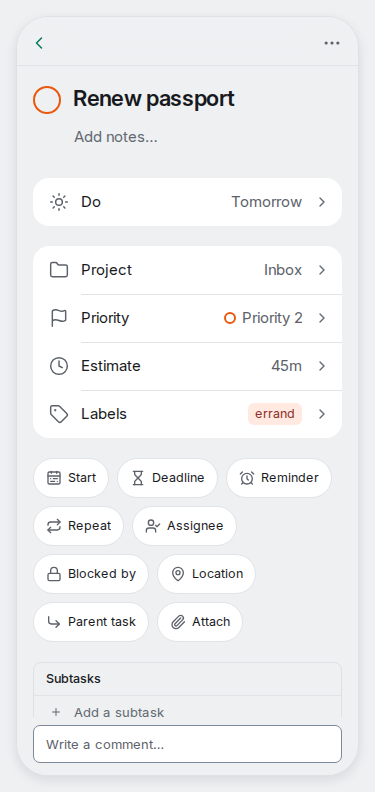 Renew passport
Add notes...
Do Tomorrow
Project Inbox
Priority Priority 2
Estimate 45m
Labels errand
Start Deadline Reminder
Repeat Assignee
Blocked by Location
Parent task Attach
Subtasks
+ Add a subtask
Write a comment...